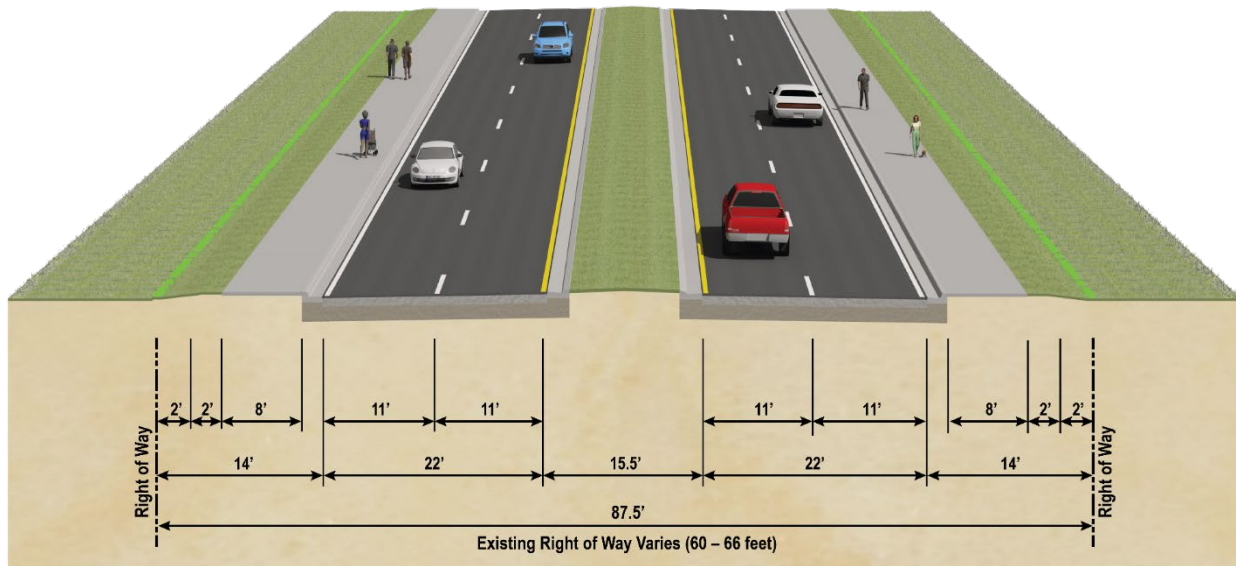 2’ 2’ 8’ 11’ 11’ 11’ 11’ 8’ 2’ 2’
Right of Way
14’ 22’ 15.5’ 22’ 14’
Right of Way
87.5’
Existing Right of Way Varies (60 – 66 feet)